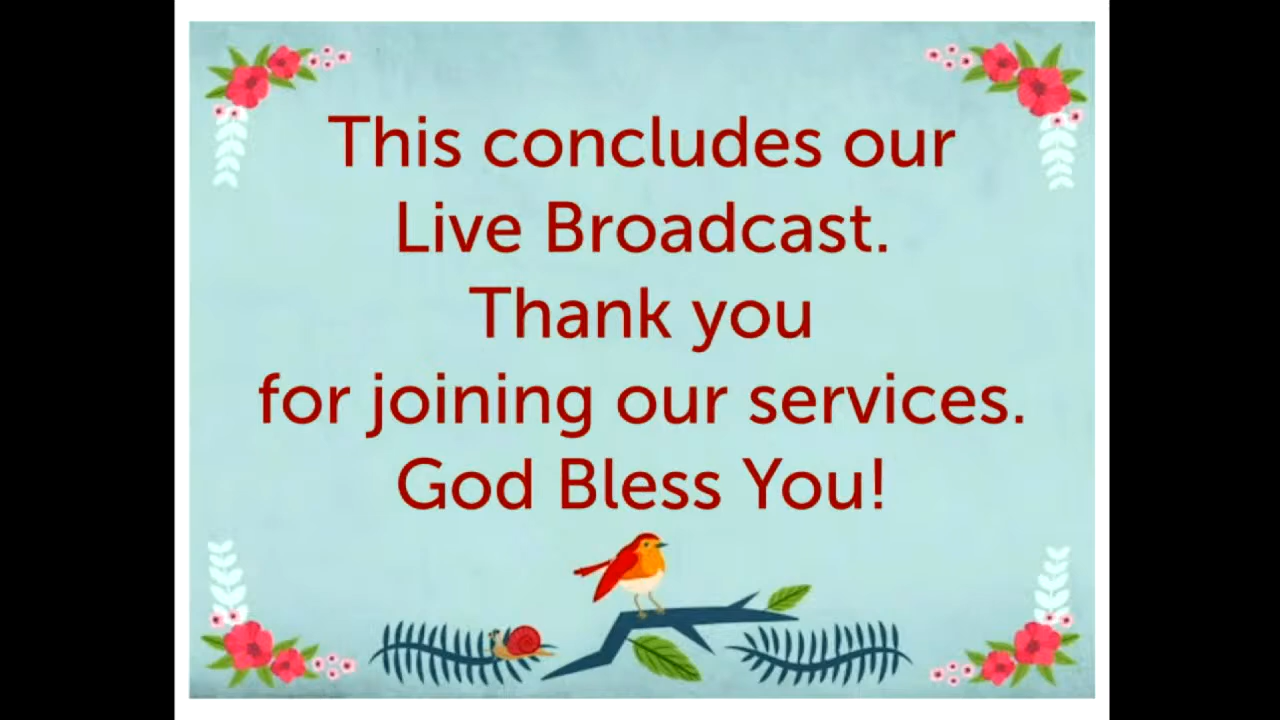 This concludes our
Live Broadcast.
Thank you
for joining our services.
God Bless You!